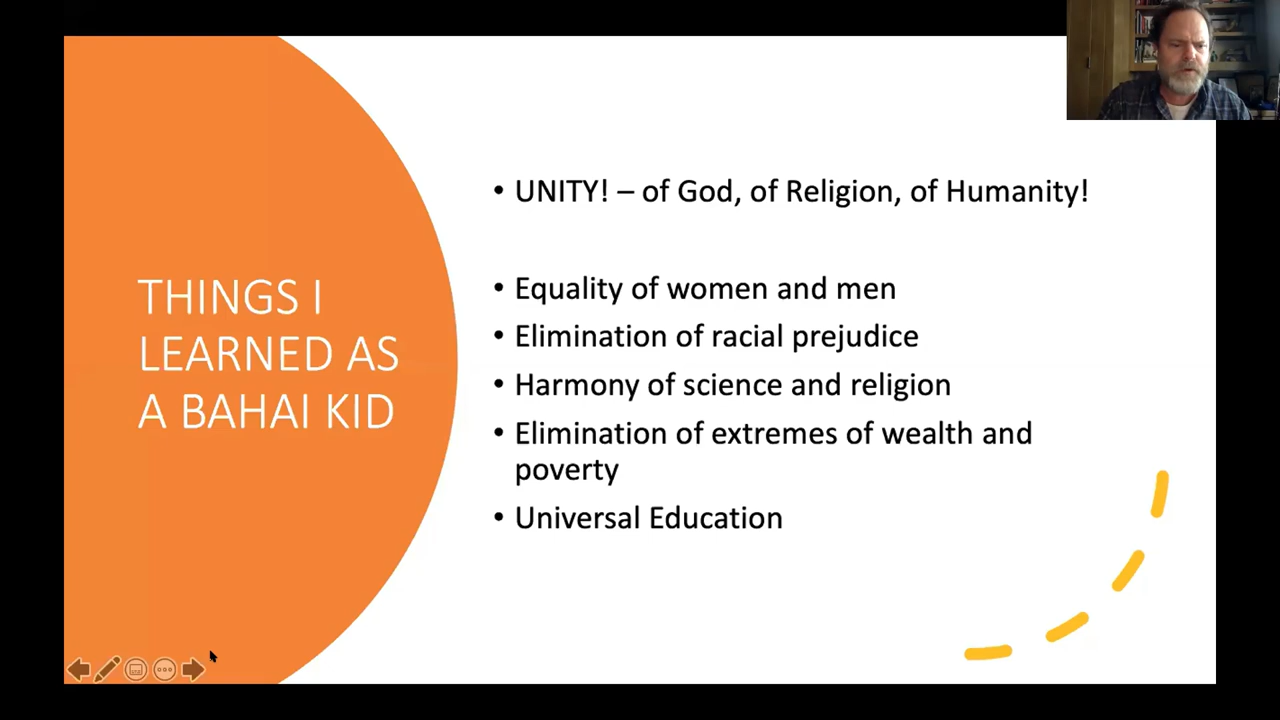 THINGS I
LEARNED AS
A BAHAI KID
• UNITY! – of God, of Religion, of Humanity!
• Equality of women and men
• Elimination of racial prejudice
• Harmony of science and religion
• Elimination of extremes of wealth and
poverty
• Universal Education